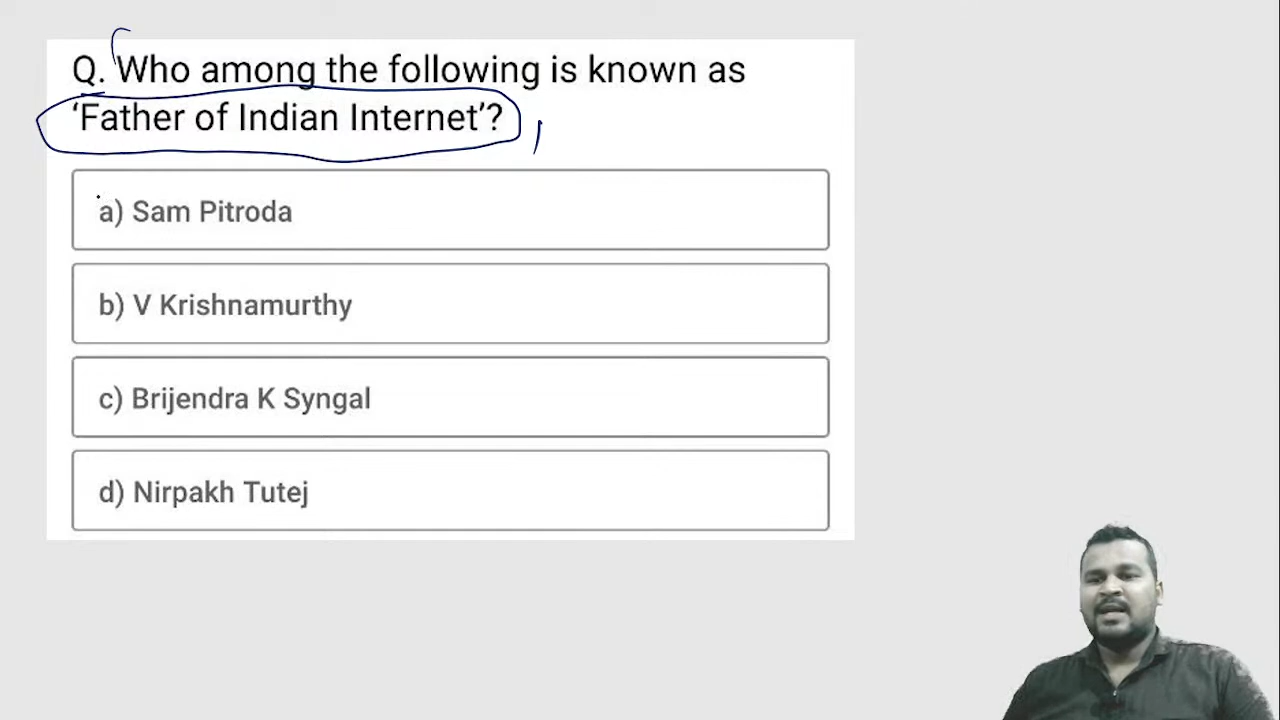 Q. Who among the following is known as
‘Father of Indian Internet’?
a) Sam Pitroda
b) V Krishnamurthy
c) Brijendra K Syngal
d) Nirpakh Tutej